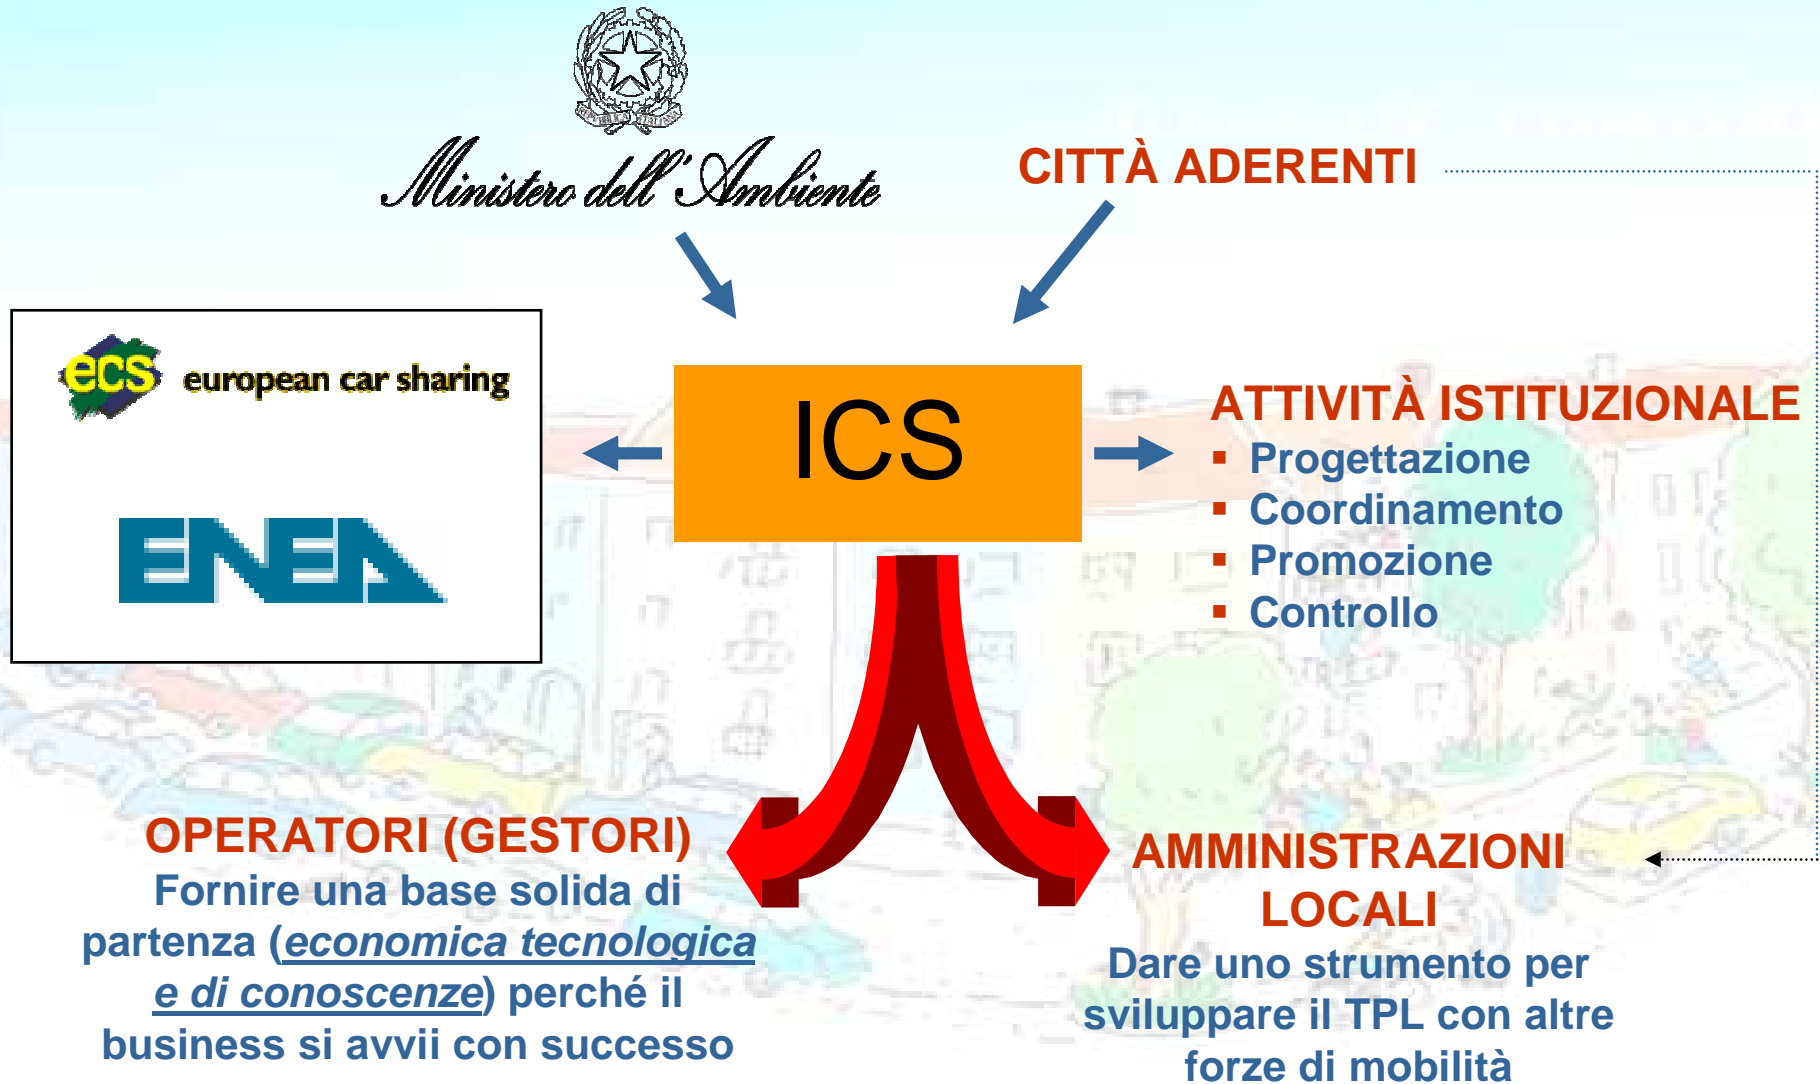 REPVBBLICA ITALIANA
Ministero dell'Ambiente
CITTÀ ADERENTI
ecs european car sharing
ENEA
ICS
ATTIVITÀ ISTITUZIONALE
▪ Progettazione
▪ Coordinamento
▪ Promozione
▪ Controllo
OPERATORI (GESTORI)
Fornire una base solida di
partenza (economica tecnologica
e di conoscenze) perché il
business si avvii con successo
AMMINISTRAZIONI
LOCALI
Dare uno strumento per
sviluppare il TPL con altre
forze di mobilità